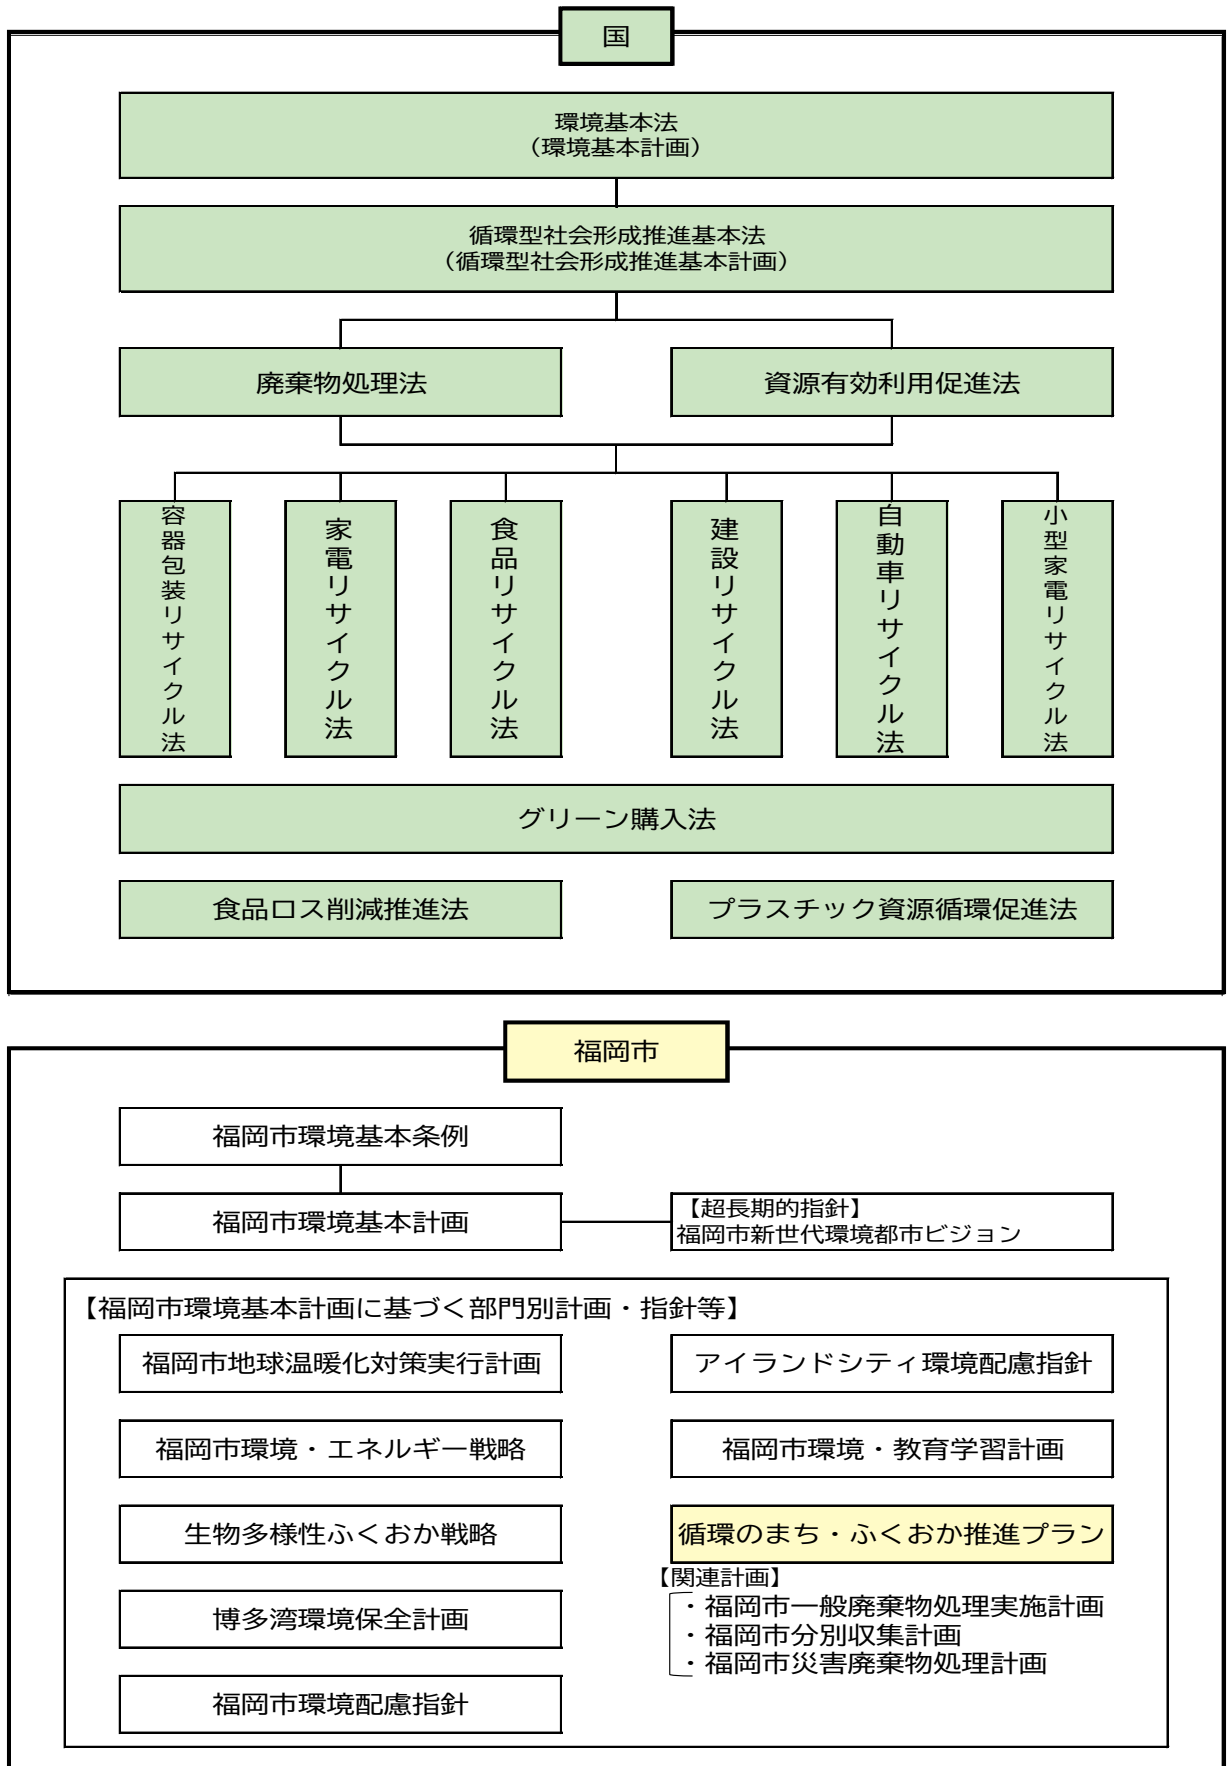 国
環境基本法
（環境基本計画）
循環型社会形成推進基本法
（循環型社会形成推進基本計画）
廃棄物処理法
資源有効利用促進法
容器包装リサイクル法
家電リサイクル法
食品リサイクル法
建設リサイクル法
自動車リサイクル法
小型家電リサイクル法
グリーン購入法
食品ロス削減推進法
プラスチック資源循環促進法
福岡市
福岡市環境基本条例
福岡市環境基本計画
【超長期的指針】
福岡市新世代環境都市ビジョン
【福岡市環境基本計画に基づく部門別計画・指針等】
福岡市地球温暖化対策実行計画
アイランドシティ環境配慮指針
福岡市環境・エネルギー戦略
福岡市環境・教育学習計画
生物多様性ふくおか戦略
循環のまち・ふくおか推進プラン
【関連計画】
・福岡市一般廃棄物処理実施計画
・福岡市分別収集計画
・福岡市災害廃棄物処理計画
博多湾環境保全計画
福岡市環境配慮指針